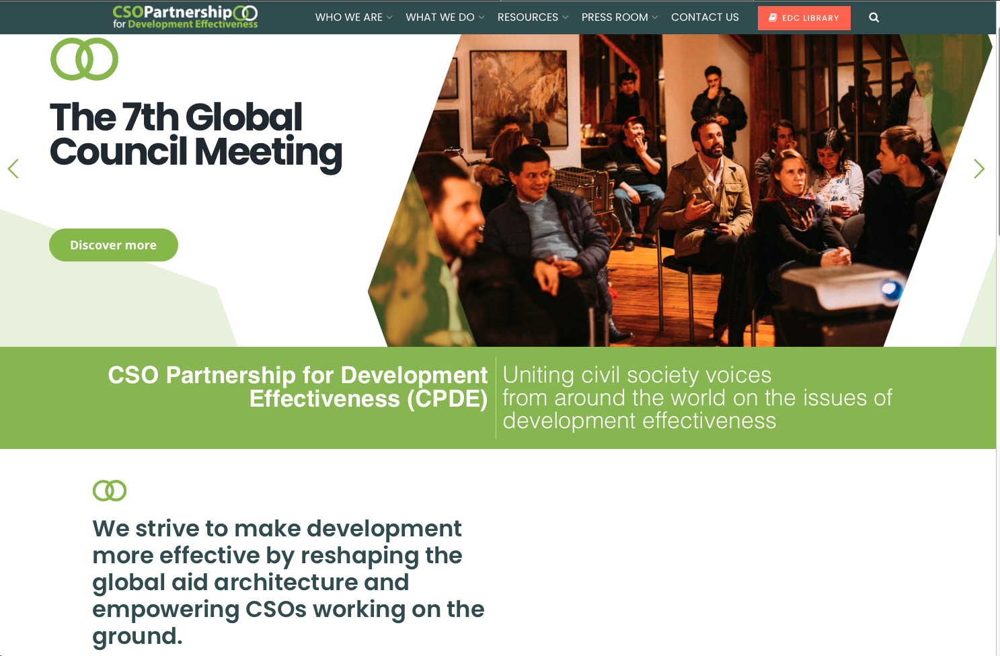 CSOPartnership
for Development Effectiveness
WHO WE ARE
WHAT WE DO
RESOURCES
PRESS ROOM
CONTACT US
EDC LIBRARY
The 7th Global
Council Meeting
Discover more
CSO Partnership for Development
Effectiveness (CPDE)
Uniting civil society voices
from around the world on the issues of
development effectiveness
We strive to make development
more effective by reshaping the
global aid architecture and
empowering CSOs working on the
ground.